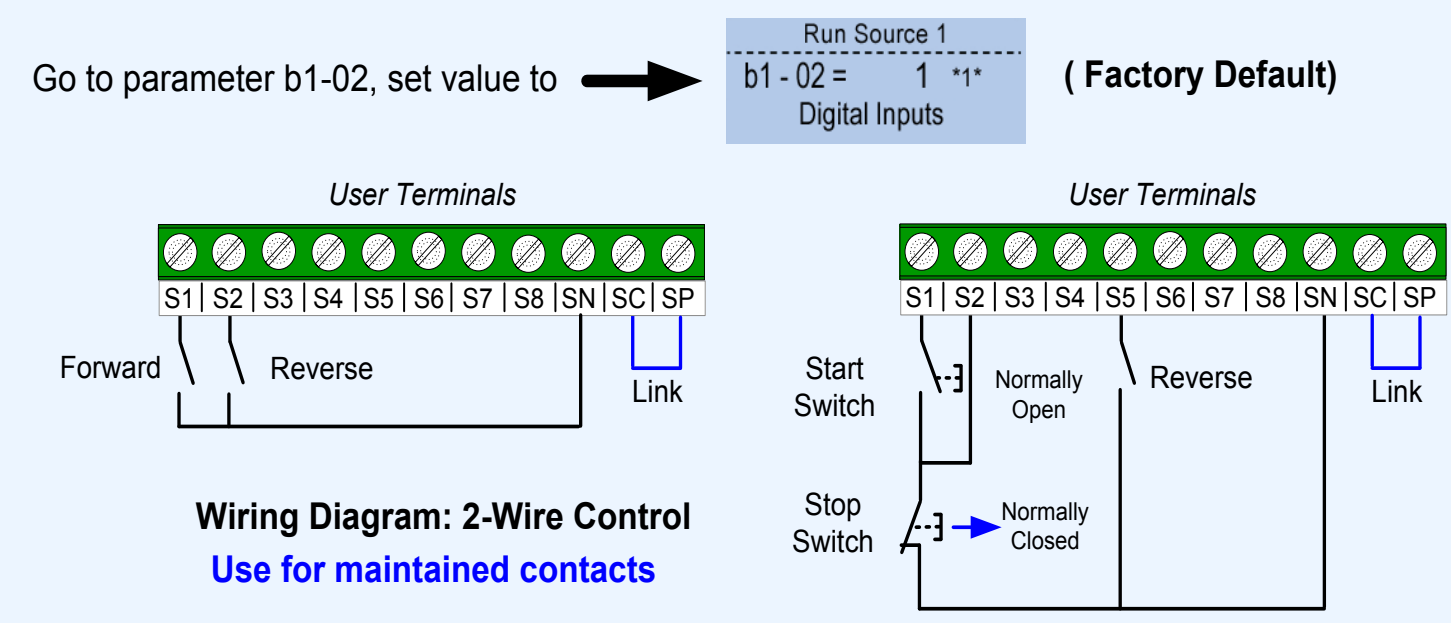 Run Source 1
Go to parameter b1-02, set value to
b1 - 02 = 1 *1*
( Factory Default)
Digital Inputs
User Terminals
S1 S2 S3 S4 S5 S6 S7 S8 SN SC SP
Forward
Reverse
Link
Wiring Diagram: 2-Wire Control
Use for maintained contacts
User Terminals
S1 S2 S3 S4 S5 S6 S7 S8 SN SC SP
Start
Switch
Normally
Open
Reverse
Link
Stop
Switch
Normally
Closed